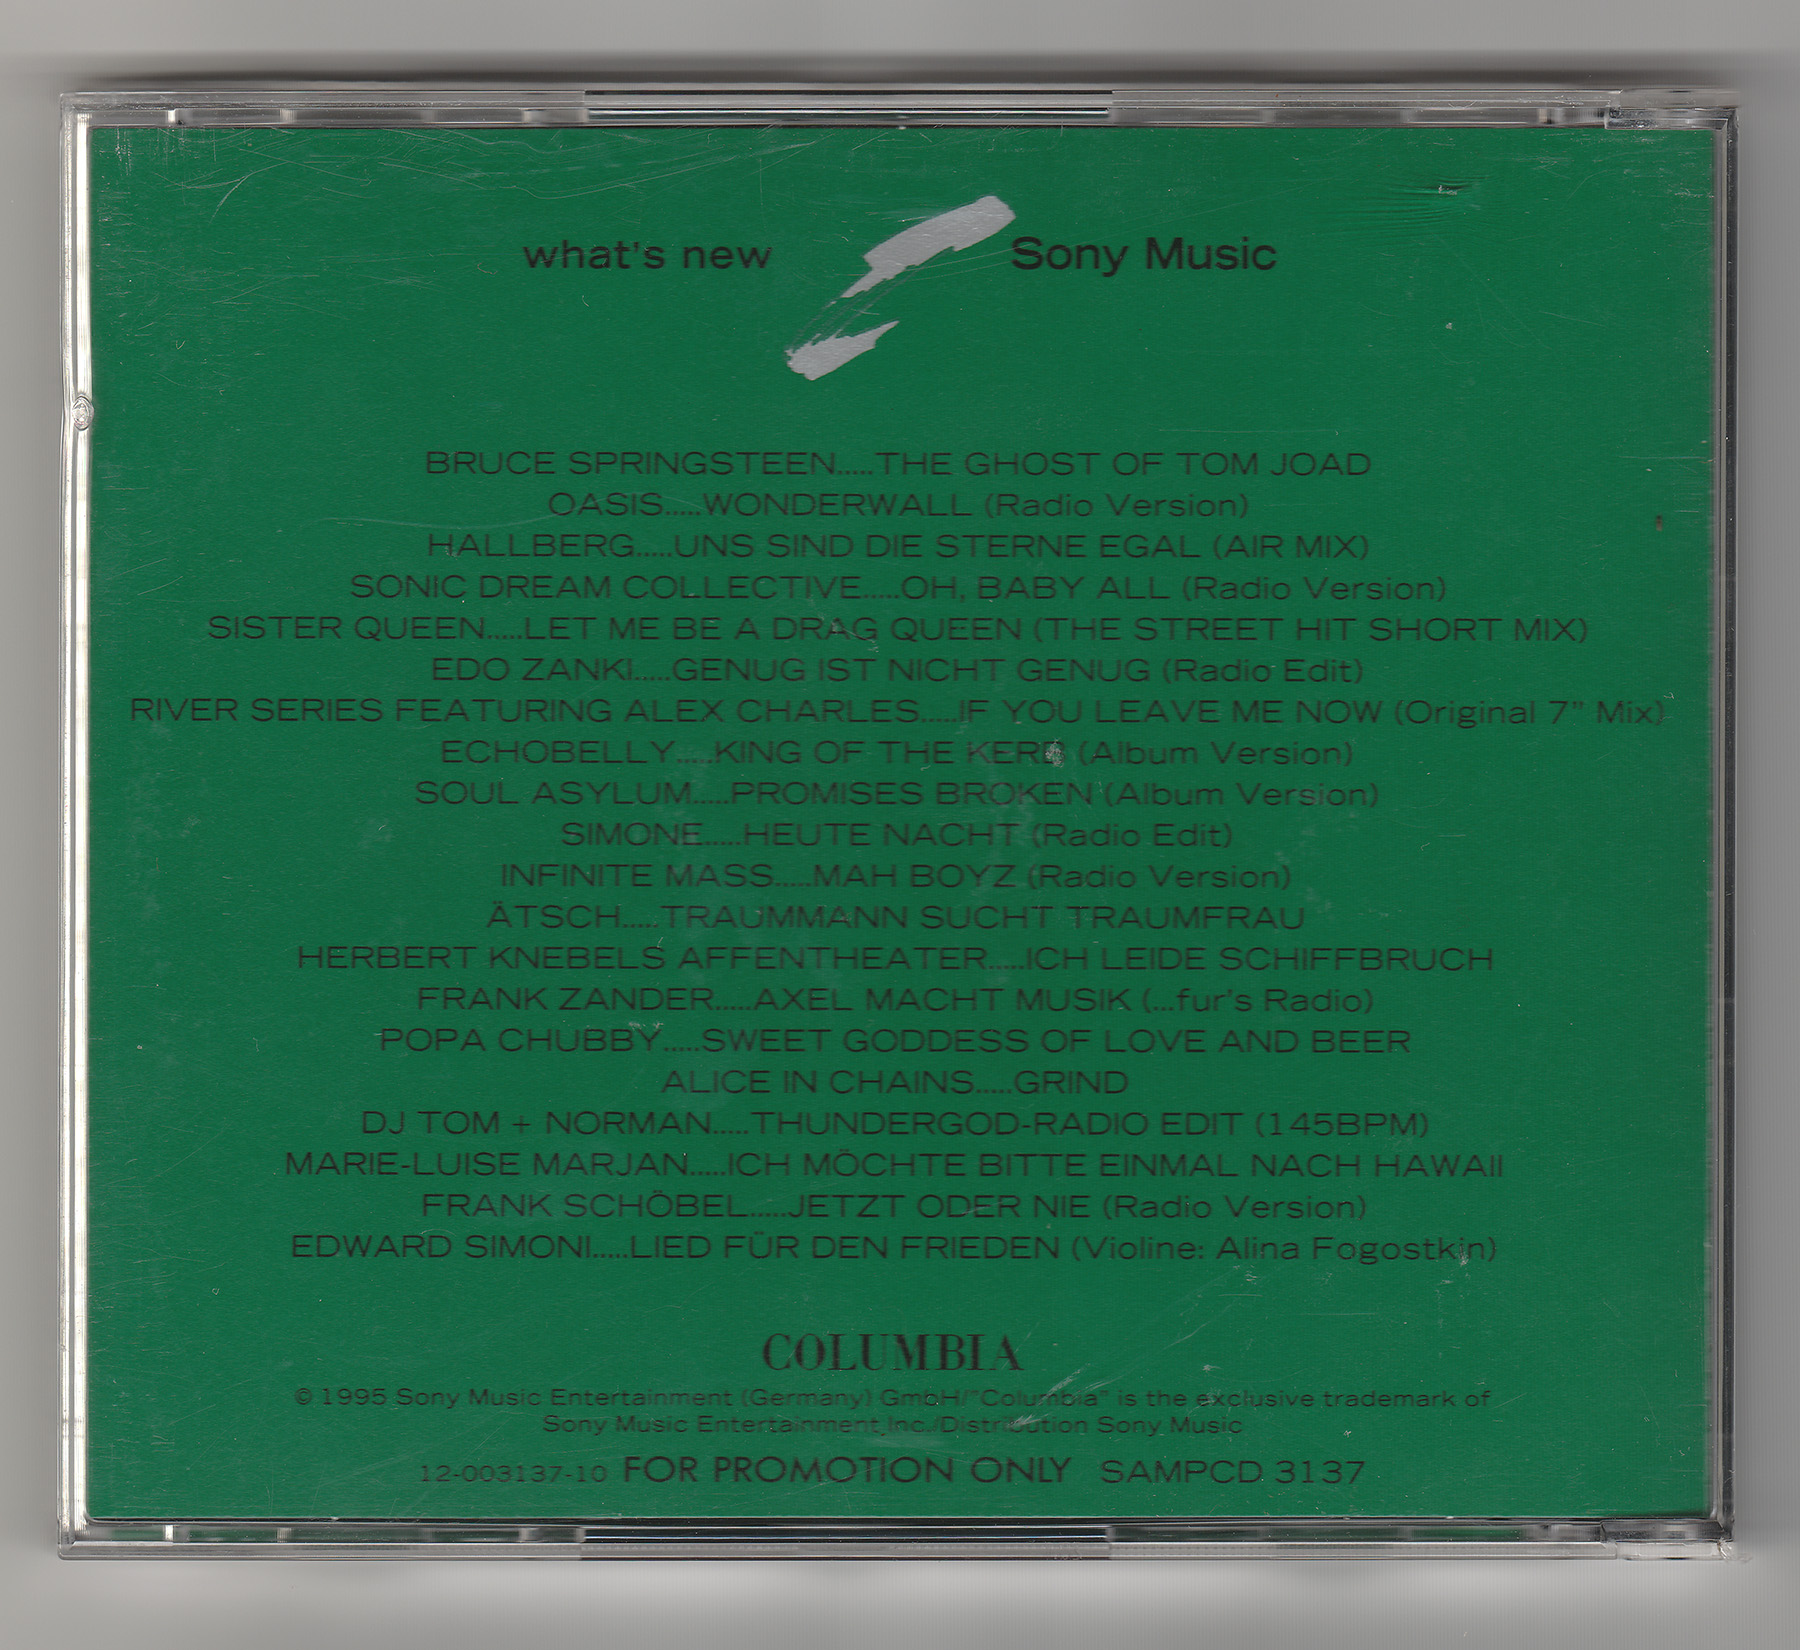 what's new Sony Music
BRUCE SPRINGSTEEN.....THE GHOST OF TOM JOAD
OASIS.....WONDERWALL (Radio Version)
HALLBERG.....UNS SIND DIE STERNE EGAL (AIR MIX)
SONIC DREAM COLLECTIVE.....OH, BABY ALL (Radio Version)
SISTER QUEEN.....LET ME BE A DRAG QUEEN (THE STREET HIT SHORT MIX)
EDO ZANKI.....GENUG IST NICHT GENUG (Radio Edit)
RIVER SERIES FEATURING ALEX CHARLES.....IF YOU LEAVE ME NOW (Original 7" Mix)
ECHOBELLY.....KING OF THE KERB (Album Version)
SOUL ASYLUM.....PROMISES BROKEN (Album Version)
SIMONE.....HEUTE NACHT (Radio Edit)
INFINITE MASS.....MAH BOYZ (Radio Version)
ÄTSCH.....TRAUMMANN SUCHT TRAUMFRAU
HERBERT KNEBELS AFFENTHEATER.....ICH LEIDE SCHIFFBRUCH
FRANK ZANDER.....AXEL MACHT MUSIK (...fur's Radio)
POPA CHUBBY.....SWEET GODDESS OF LOVE AND BEER
ALICE IN CHAINS.....GRIND
DJ TOM + NORMAN.....THUNDERGOD-RADIO EDIT (145BPM)
MARIE-LUISE MARJAN.....ICH MÖCHTE BITTE EINMAL NACH HAWAII
FRANK SCHÖBEL.....JETZT ODER NIE (Radio Version)
EDWARD SIMONI.....LIED FÜR DEN FRIEDEN (Violine: Alina Fogostkin)
COLUMBIA
© 1995 Sony Music Entertainment (Germany) GmbH/"Columbia" is the exclusive trademark of
Sony Music Entertainment Inc./Distribution Sony Music
12-003137-10 FOR PROMOTION ONLY SAMPCD 3137